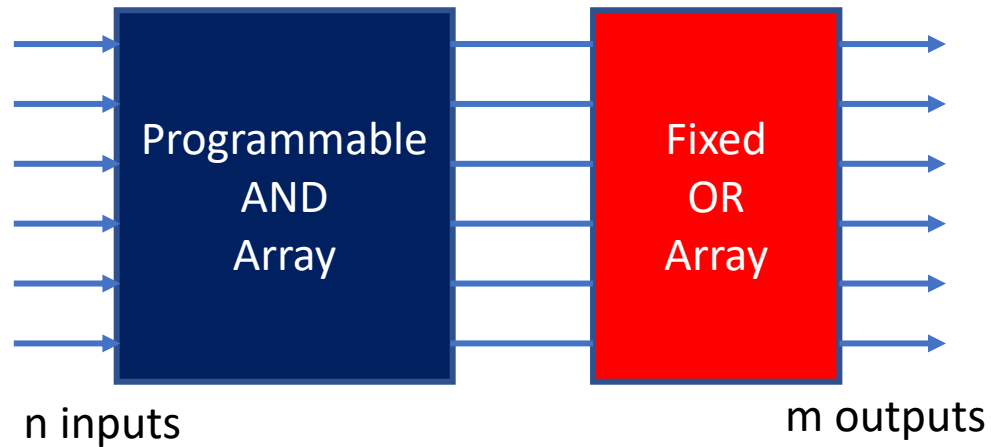 Programmable
AND
Array
Fixed
OR
Array
n inputs
m outputs